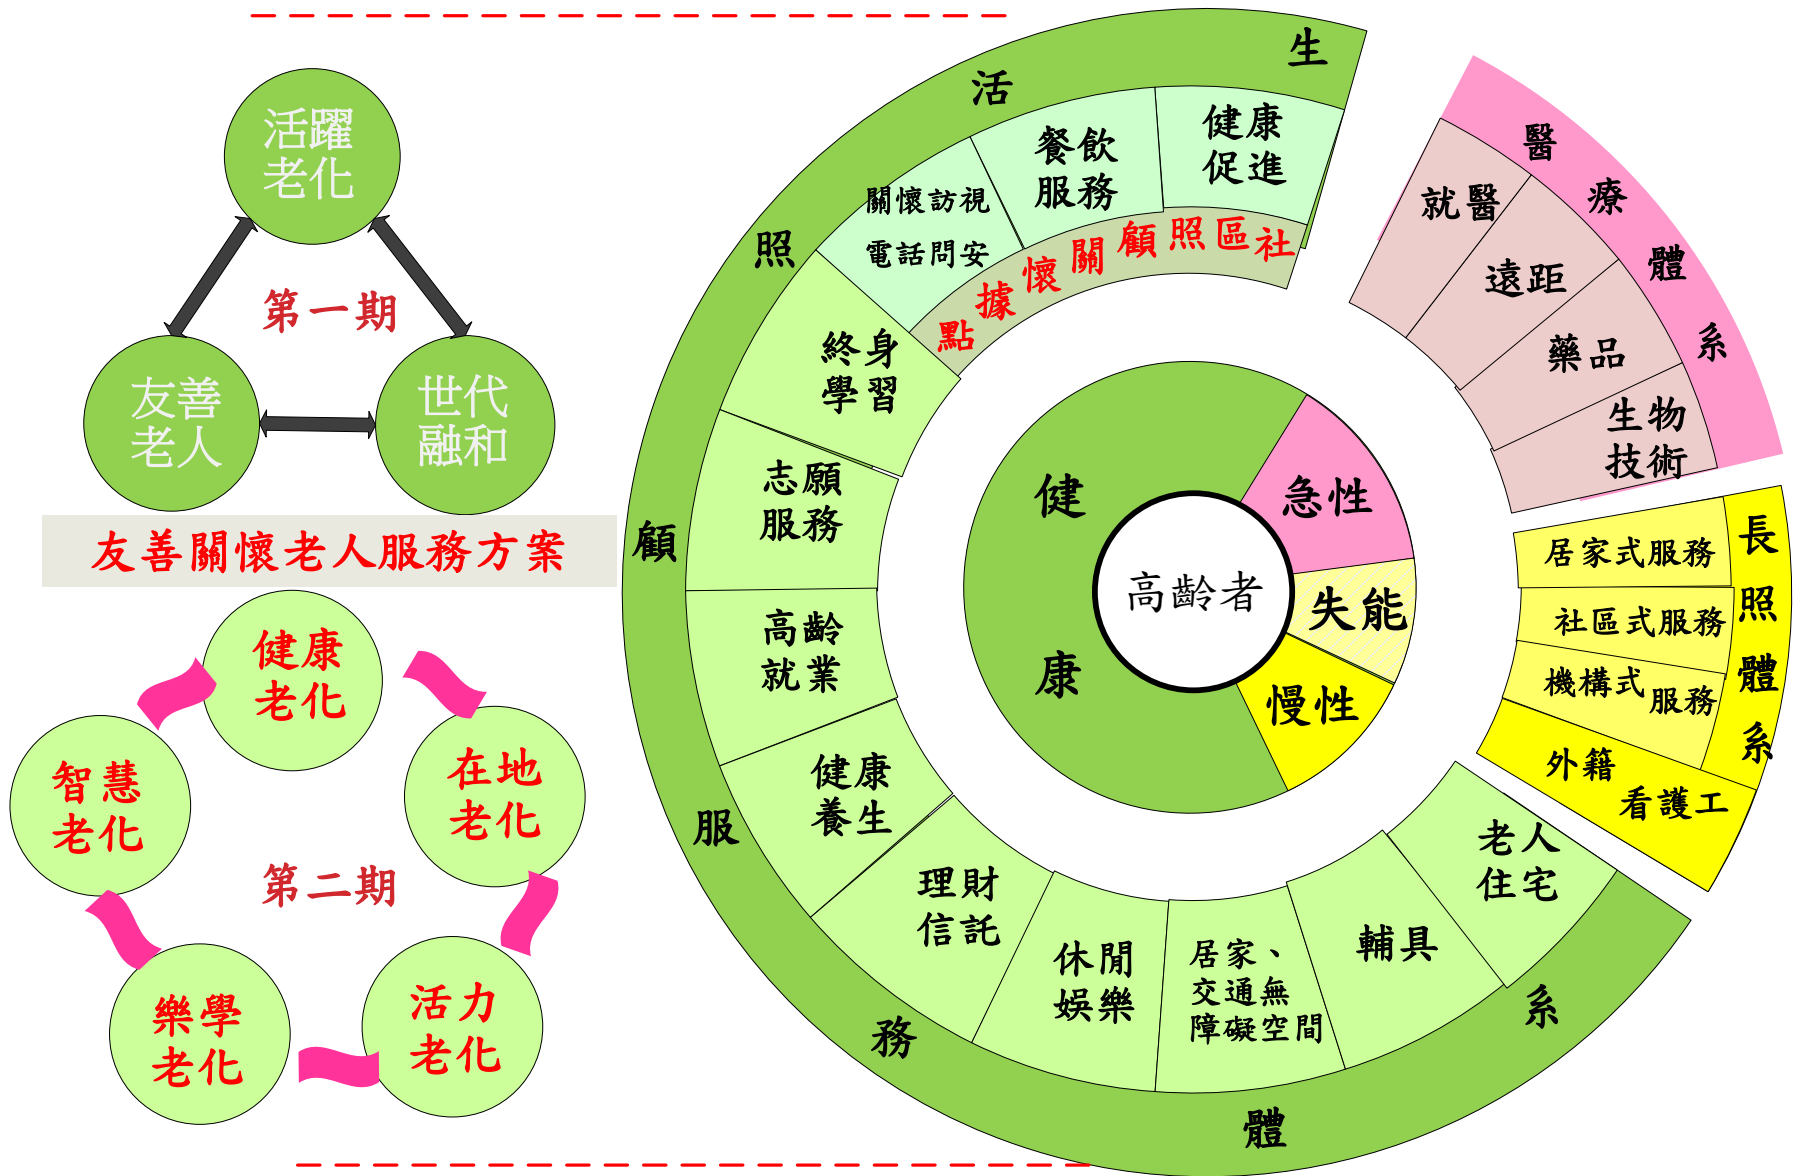 活躍
老化
第一期
友善
老人
世代
融和
友善關懷老人服務方案
健康
老化
智慧
老化
在地
老化
第二期
樂學
老化
活力
老化
生活照顧服務體系
健康
促進
餐飲
服務
關懷訪視
電話問安
社區照顧關懷據點
終身
學習
志願
服務
高齡
就業
健康
養生
理財
信託
休閒
娛樂
居家、
交通無
障礙空間
輔具
老人
住宅
高齡者
健康
急性
失能
慢性
醫療體系
就醫
遠距
藥品
生物
技術
長照體系
居家式服務
社區式服務
機構式服務
外籍
看護工